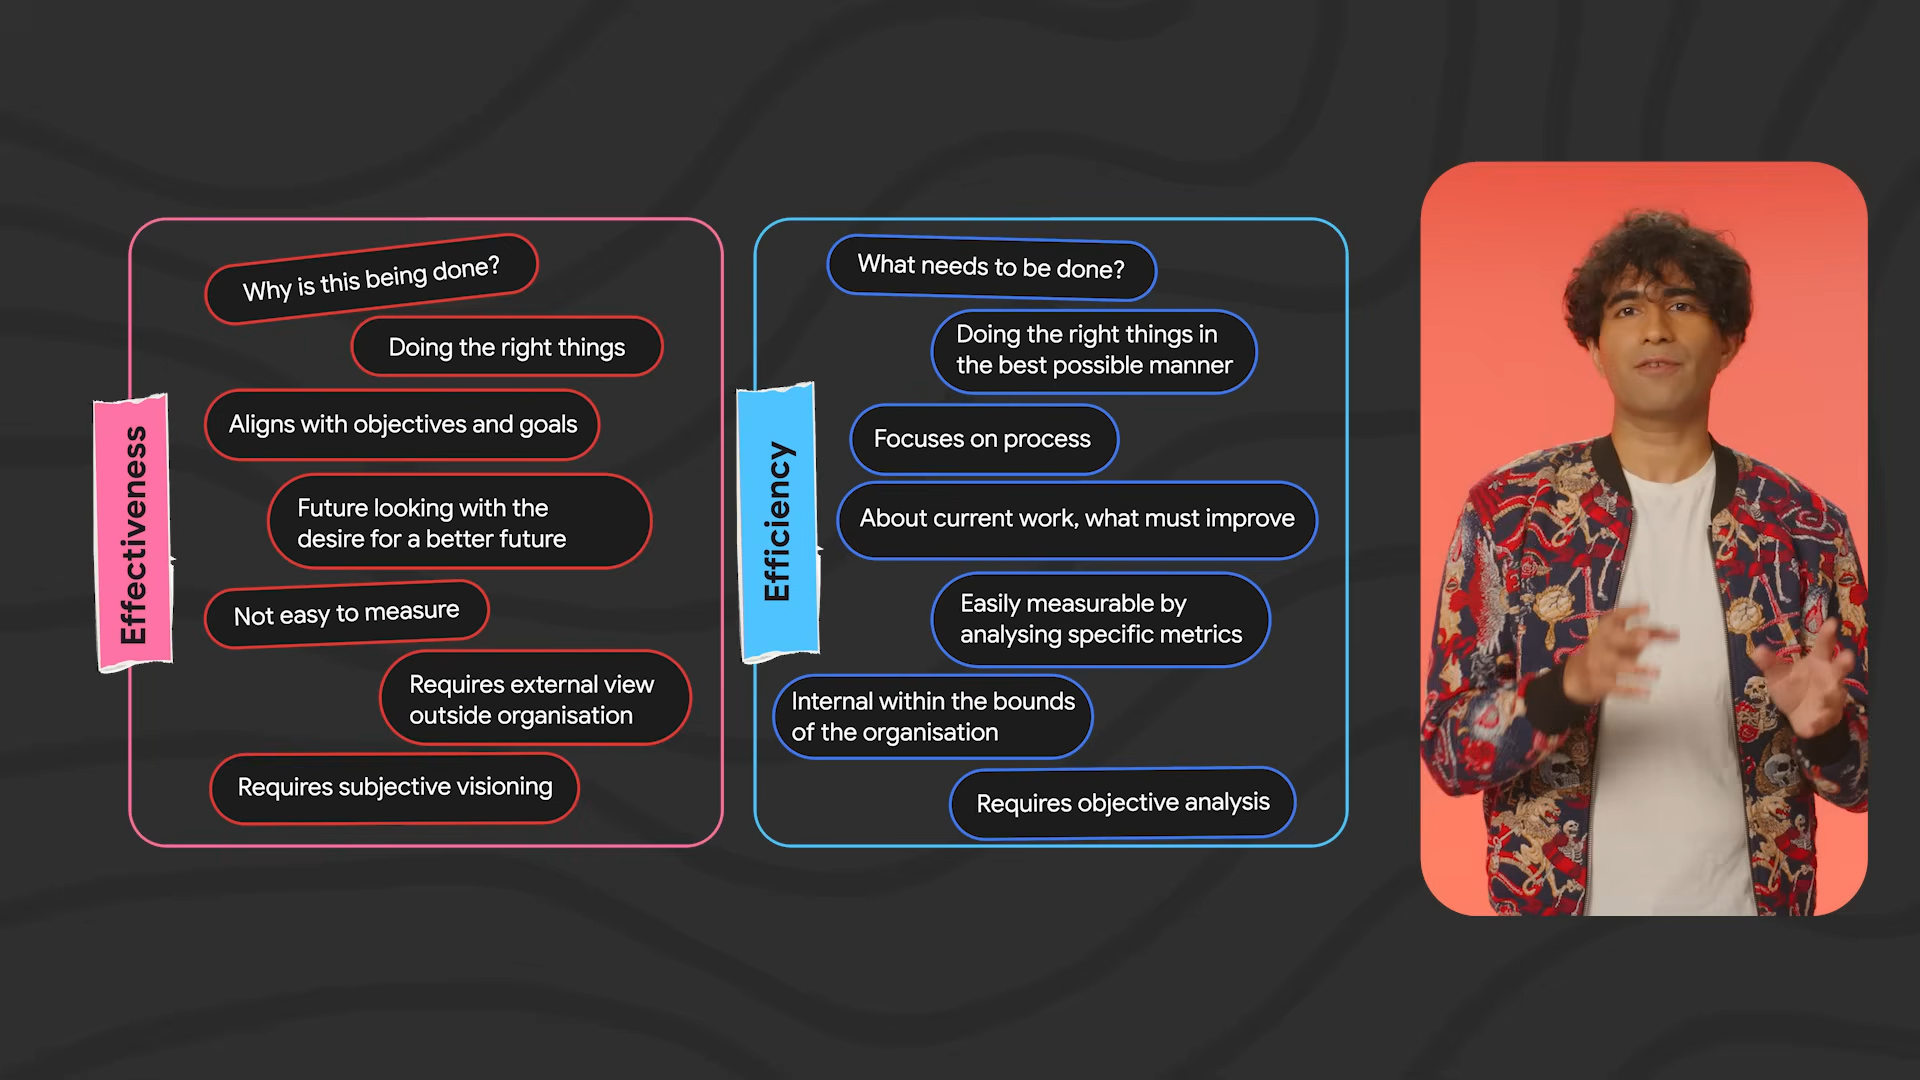 Effectiveness
Why is this being done?
Doing the right things
Aligns with objectives and goals
Future looking with the
desire for a better future
Not easy to measure
Requires external view
outside organisation
Requires subjective visioning
Efficiency
What needs to be done?
Doing the right things in
the best possible manner
Focuses on process
About current work, what must improve
Easily measurable by
analysing specific metrics
Internal within the bounds
of the organisation
Requires objective analysis